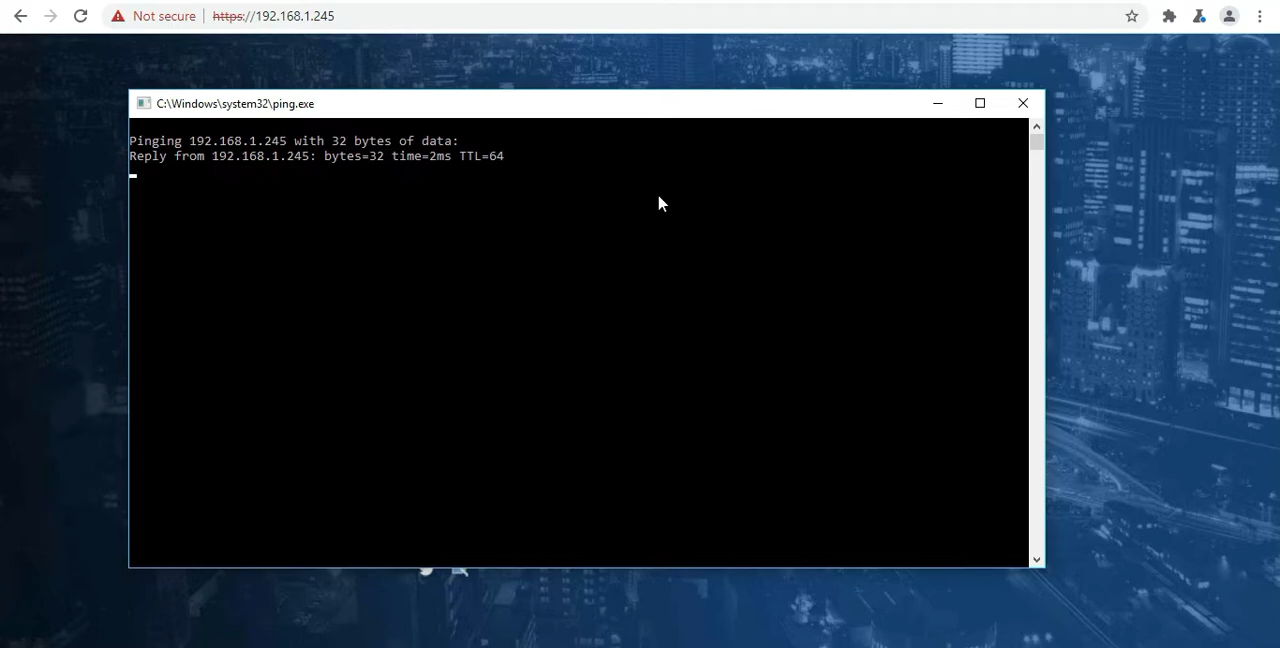 Not secure https://192.168.1.245
C:\Windows\system32\ping.exe
Pinging 192.168.1.245 with 32 bytes of data:
Reply from 192.168.1.245: bytes=32 time=2ms TTL=64